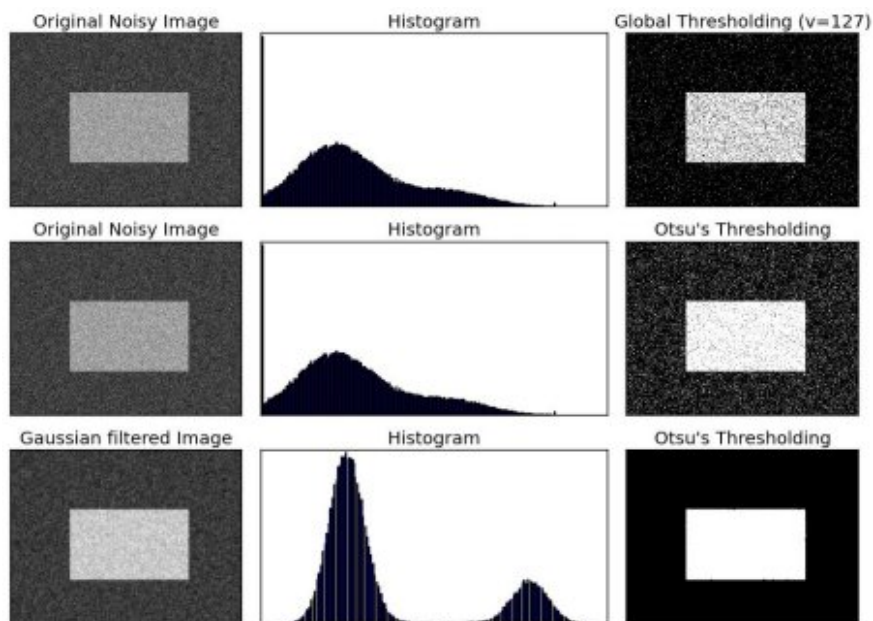 Original Noisy Image
Histogram
Global Thresholding (v=127)
Original Noisy Image
Histogram
Otsu's Thresholding
Gaussian filtered Image
Histogram
Otsu's Thresholding